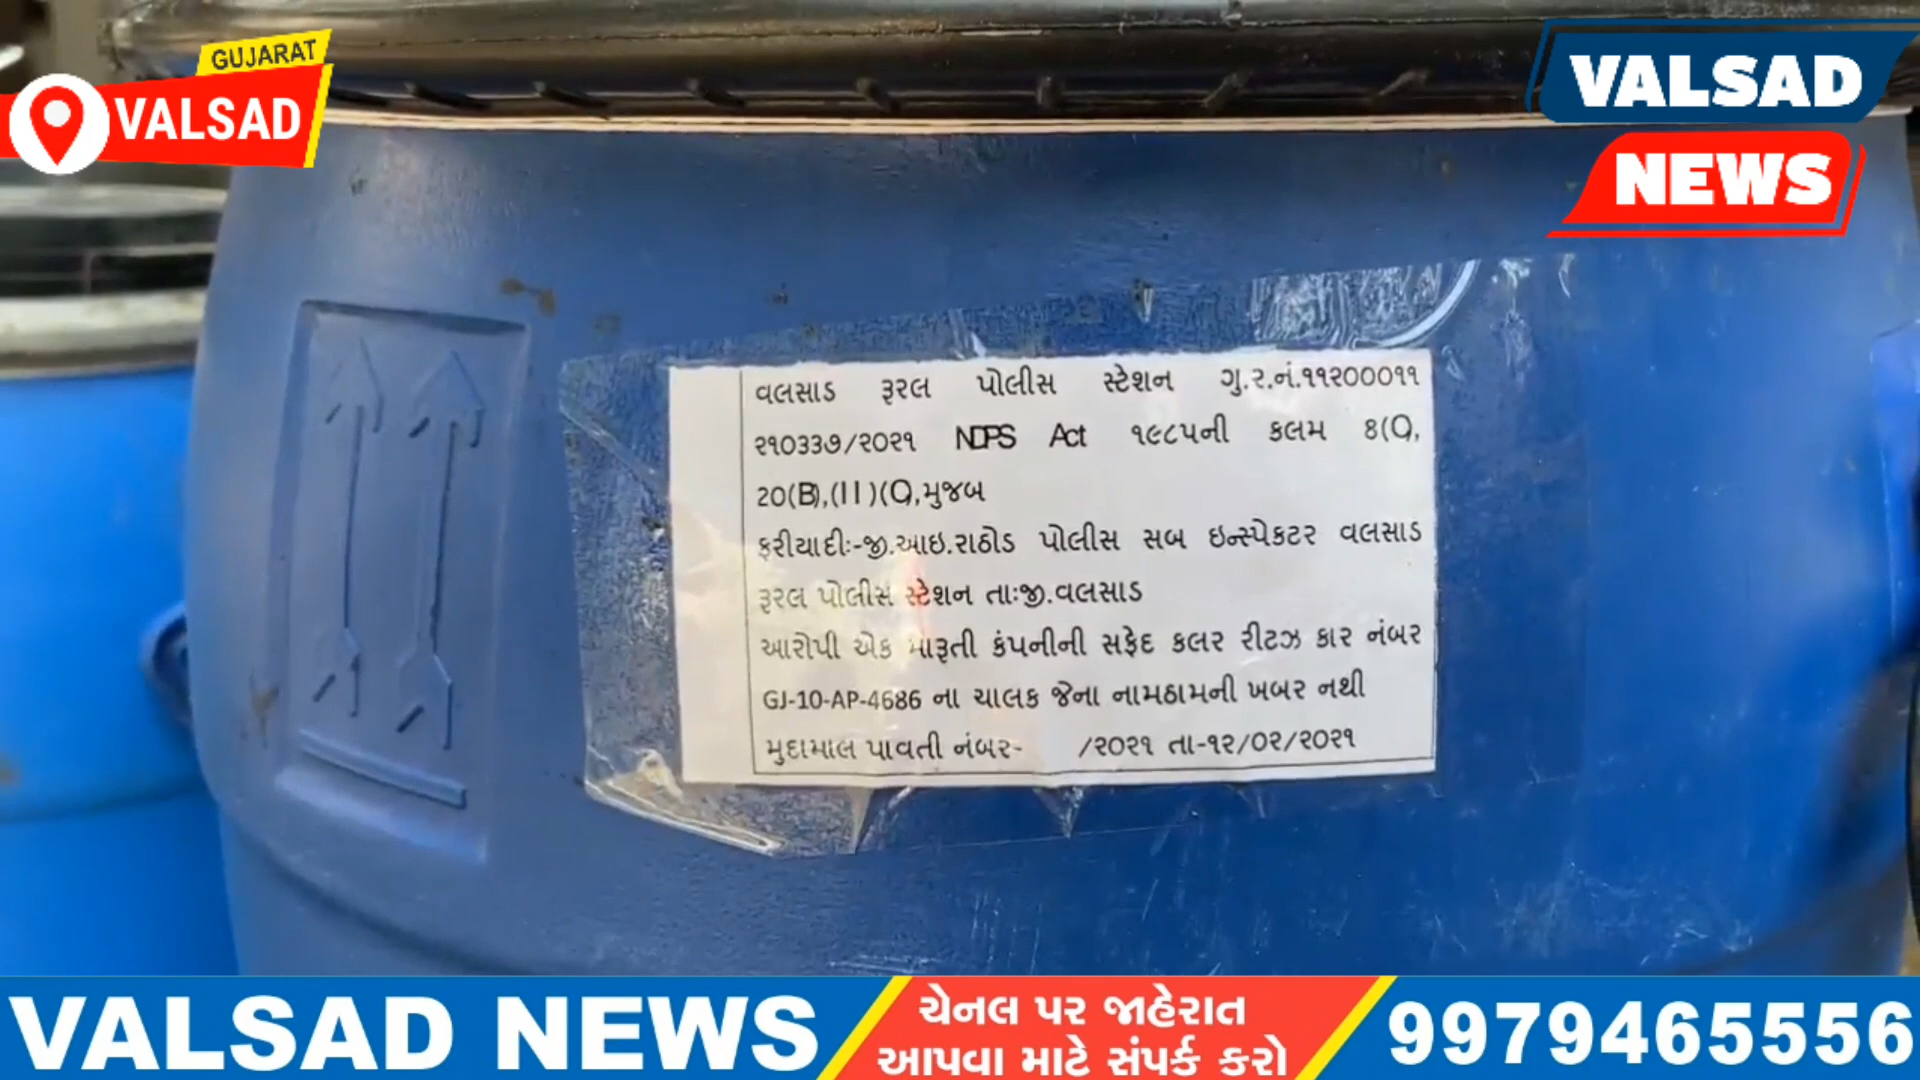 GUJARAT
VALSAD
VALSAD
NEWS
વલસાડ રૂરલ પોલીસ સ્ટેશન ગુ.ર.નં.૧૧૨૦૦૦૧૧
૨૧૦૩૩૭/૨૦૨૧ NDPS Act ૧૯૮૫ની કલમ 8(C),
20(B),(II)(C),મુજબ
ફરીયાદીઃ-જી.આઇ.રાઠોડ પોલીસ સબ ઇન્સ્પેકટર વલસાડ
રૂરલ પોલીસ સ્ટેશન તાઃજી.વલસાડ
આરોપી એક મારૂતી કંપનીની સફેદ કલર રીટઝ કાર નંબર
GJ-10-AP-4686 ના ચાલક જેના નામઠામની ખબર નથી
મુદામાલ પાવતી નંબર- /૨૦૨૧ તા-૧૨/૦૨/૨૦૨૧
VALSAD NEWS
ચેનલ પર જાહેરાત
આપવા માટે સંપર્ક કરો
9979465556